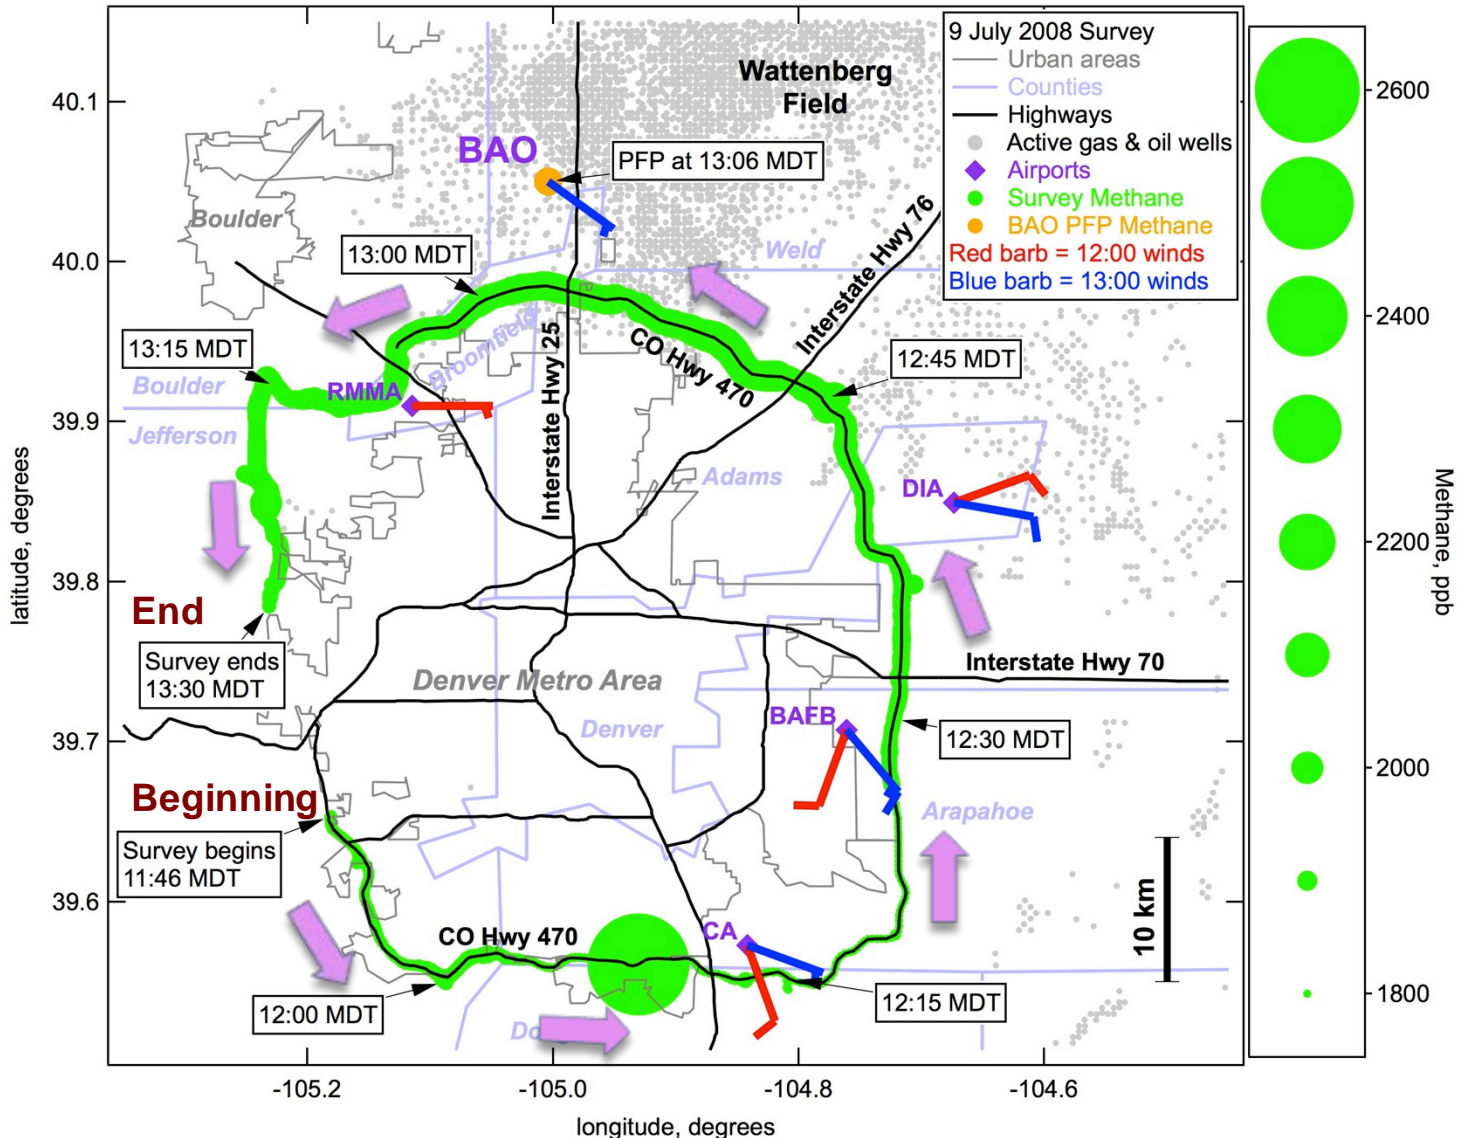 9 July 2008 Survey
Urban areas
Counties
Highways
Active gas & oil wells
Airports
Survey Methane
BAO PFP Methane
Red barb = 12:00 winds
Blue barb = 13:00 winds
Wattenberg
Field
BAO
PFP at 13:06 MDT
Boulder
13:00 MDT
Weld
Interstate Hwy 76
13:15 MDT
Broomfield
CO Hwy 470
12:45 MDT
Boulder
RMMA
Jefferson
Interstate Hwy 25
Adams
DIA
End
Survey ends
13:30 MDT
Denver Metro Area
Interstate Hwy 70
Denver
BAFB
12:30 MDT
Beginning
Arapahoe
Survey begins
11:46 MDT
10 km
CO Hwy 470
CA
12:00 MDT
12:15 MDT
Do
40.1
40.0
39.9
39.8
39.7
39.6
latitude, degrees
-105.2
-105.0
-104.8
-104.6
longitude, degrees
2600
2400
2200
2000
1800
Methane, ppb